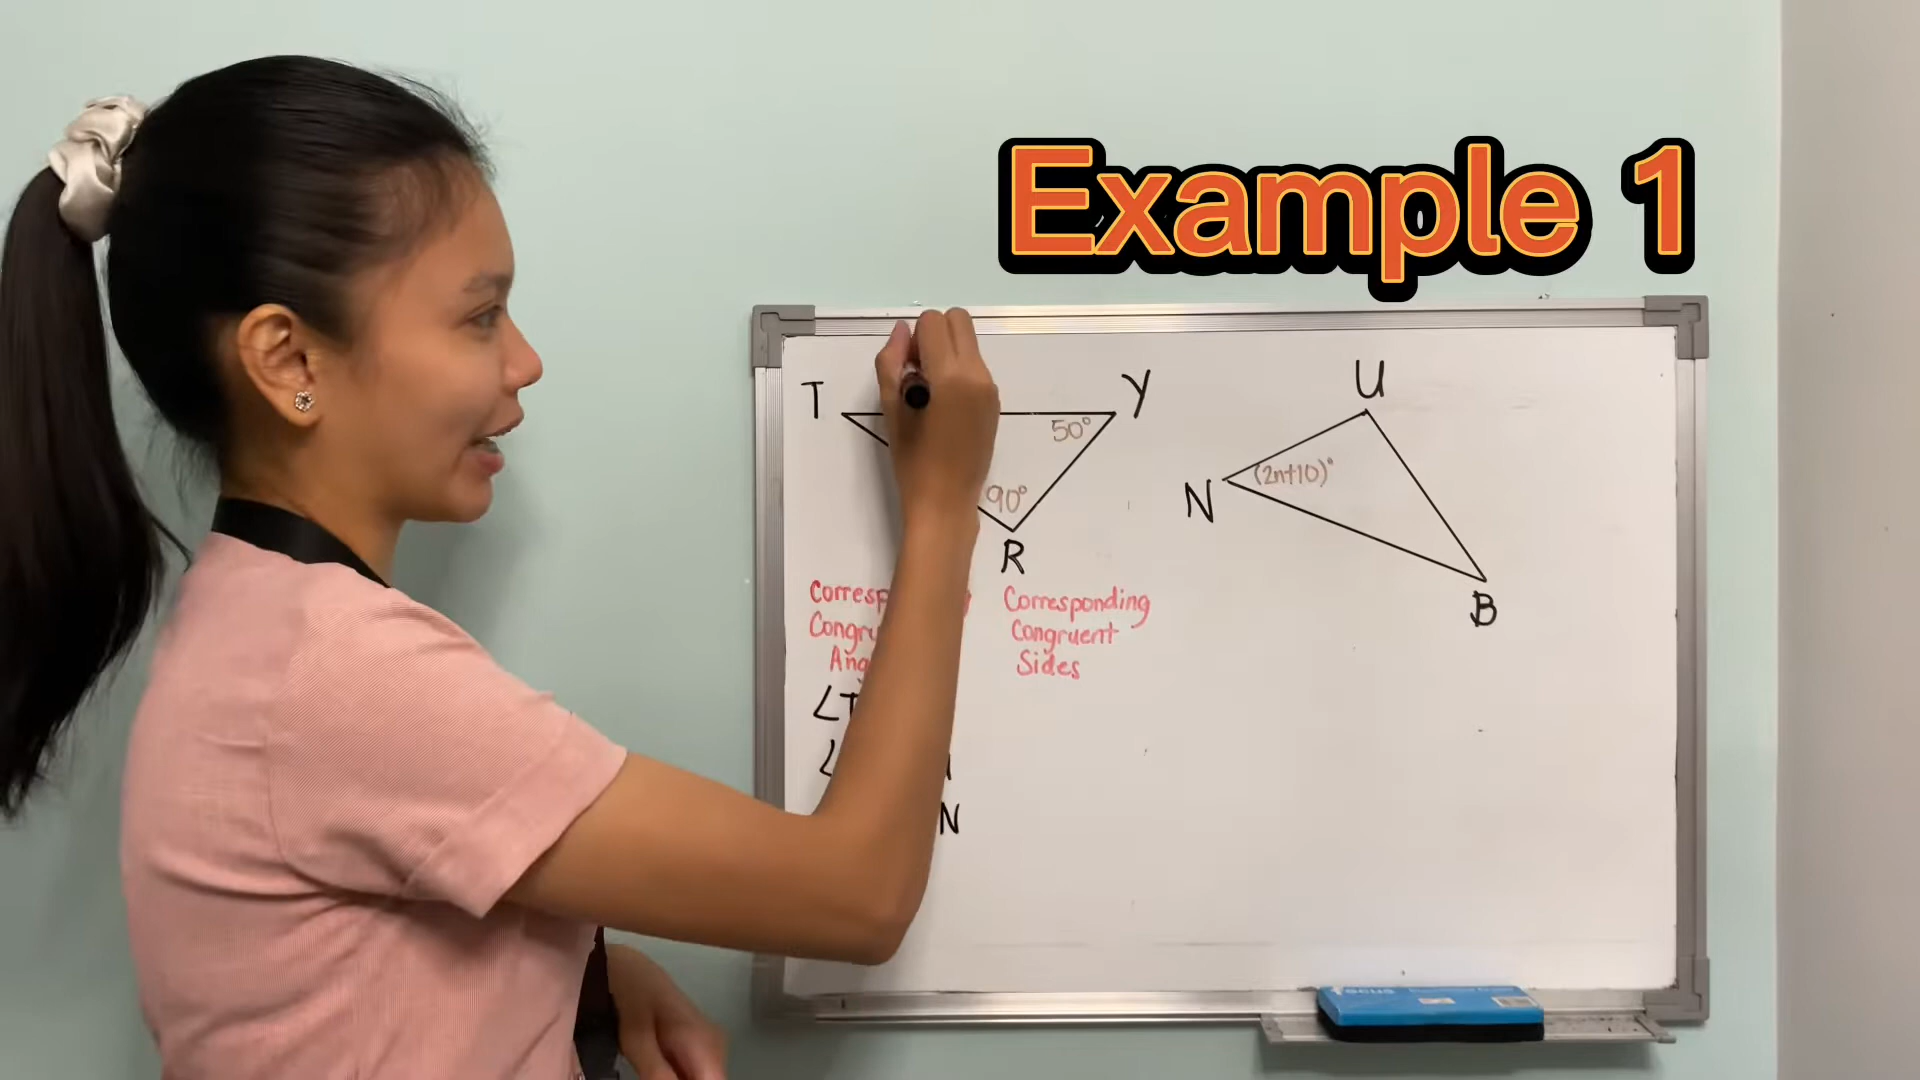 Example 1
T
Y
U
50°
(2n+10)°
N
90°
R
B
Corresponding
Congruent
Sides
∠T
∠
N